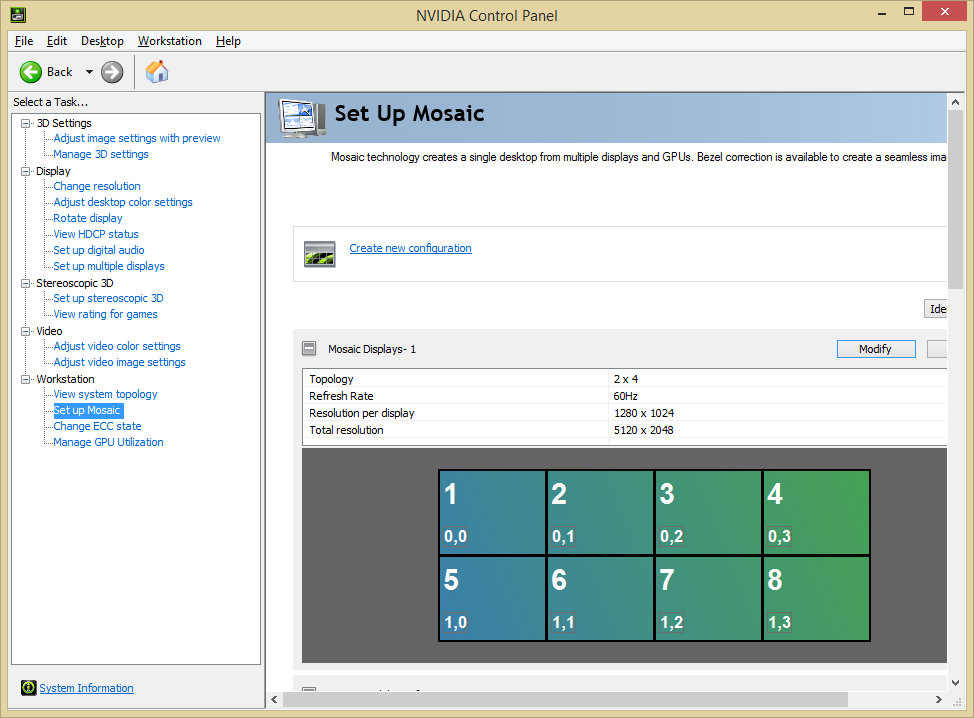 NVIDIA Control Panel
File Edit Desktop Workstation Help
Back
Select a Task...
3D Settings
Adjust image settings with preview
Manage 3D settings
Display
Change resolution
Adjust desktop color settings
Rotate display
View HDCP status
Set up digital audio
Set up multiple displays
Stereoscopic 3D
Set up stereoscopic 3D
View rating for games
Video
Adjust video color settings
Adjust video image settings
Workstation
View system topology
Set up Mosaic
Change ECC state
Manage GPU Utilization
System Information
Set Up Mosaic
Mosaic technology creates a single desktop from multiple displays and GPUs. Bezel correction is available to create a seamless ima
Create new configuration
Ide
Mosaic Displays- 1
Modify
Topology 2 x 4
Refresh Rate 60Hz
Resolution per display 1280 x 1024
Total resolution 5120 x 2048
1 2 3 4
0,0 0,1 0,2 0,3
5 6 7 8
1,0 1,1 1,2 1,3